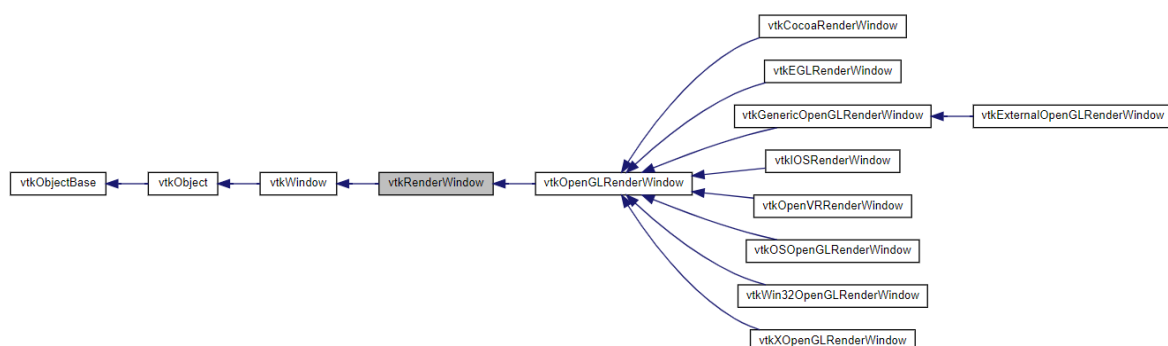 vtkCocoaRenderWindow
vtkEGLRenderWindow
vtkGenericOpenGLRenderWindow
vtkExternalOpenGLRenderWindow
vtkIOSRenderWindow
vtkObjectBase
vtkObject
vtkWindow
vtkRenderWindow
vtkOpenGLRenderWindow
vtkOpenVRRenderWindow
vtkOSOpenGLRenderWindow
vtkWin32OpenGLRenderWindow
vtkXOpenGLRenderWindow